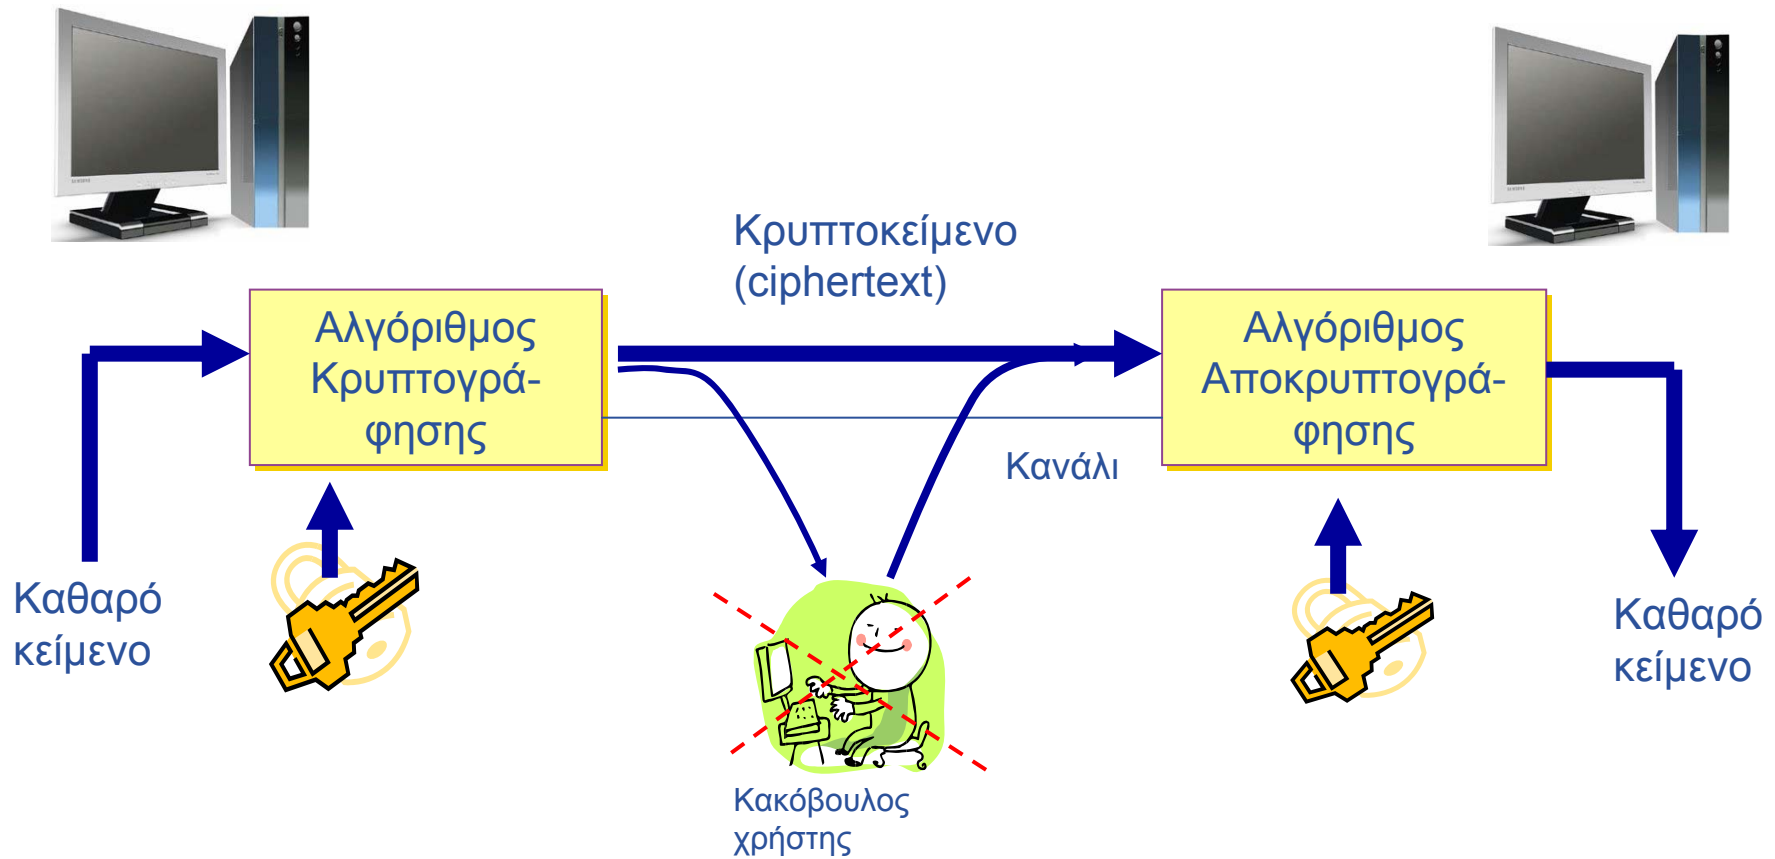 Κρυπτοκείμενο
(ciphertext)
Αλγόριθμος
Κρυπτογρά-
φησης
Αλγόριθμος
Αποκρυπτογρά-
φησης
Κανάλι
Καθαρό
κείμενο
Καθαρό
κείμενο
Κακόβουλος
χρήστης